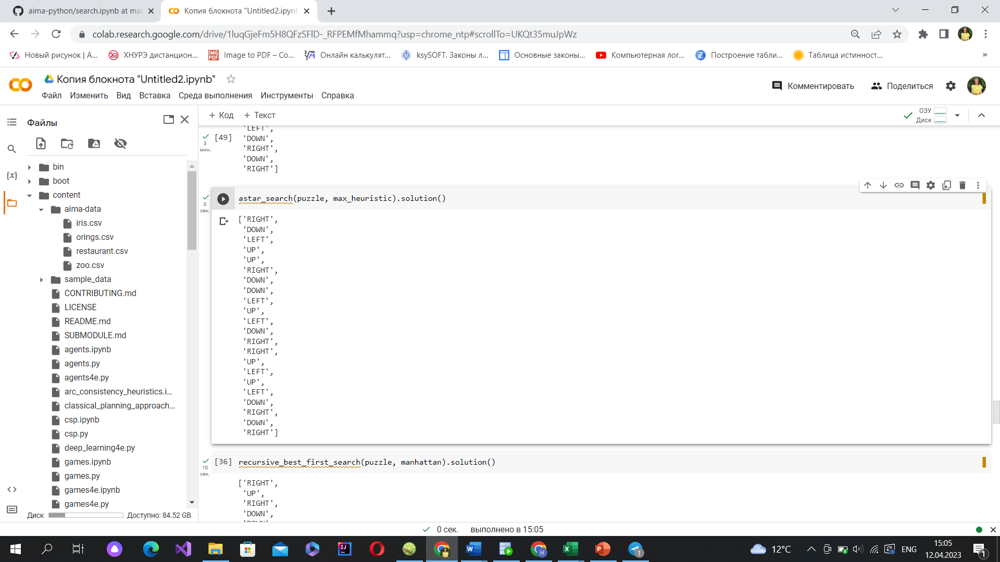 aima-python/search.ipynb at mas
Копия блокнота "Untitled2.ipynb
colab.research.google.com/drive/1luqGjeFm5H8QFzSFlD-_RFPEMfMhammq?usp=chrome_ntp#scrollTo=UKQt35muJpWz
Новый рисунок | A...
ХНУРЭ дистанцион...
Image to PDF – Co...
Онлайн калькулят...
ksySOFT. Законы л...
Основные законы...
Компьютерная лог...
Построение табли...
Таблица истинност...
»
Копия блокнота "Untitled2.ipynb"
Комментировать
Поделиться
Файл Изменить Вид Вставка Среда выполнения Инструменты Справка
Файлы
+ Код + Текст
ОЗУ
Диск
bin
boot
content
aima-data
iris.csv
orings.csv
restaurant.csv
zoo.csv
sample_data
CONTRIBUTING.md
LICENSE
README.md
SUBMODULE.md
agents.ipynb
agents.py
agents4e.py
arc_consistency_heuristics.i...
classical_planning_approach...
csp.ipynb
csp.py
deep_learning4e.py
games.ipynb
games.py
games4e.ipynb
games4e.py
Диск
Доступно: 84.52 GB.
{x}
'LEFT',
3 мин. [49] 'DOWN',
'RIGHT',
'DOWN',
'RIGHT']
0 сек. astar_search(puzzle, max_heuristic).solution()
['RIGHT',
'DOWN',
'LEFT',
'UP',
'UP',
'RIGHT',
'DOWN',
'DOWN',
'LEFT',
'UP',
'LEFT',
'DOWN',
'RIGHT',
'RIGHT',
'UP',
'LEFT',
'UP',
'LEFT',
'DOWN',
'RIGHT',
'DOWN',
'RIGHT']
10 сек. [36] recursive_best_first_search(puzzle, manhattan).solution()
['RIGHT',
'UP',
'RIGHT',
'DOWN',
'DOWN',
0 сек. выполнено в 15:05
12°C
ENG
15:05
12.04.2023
1